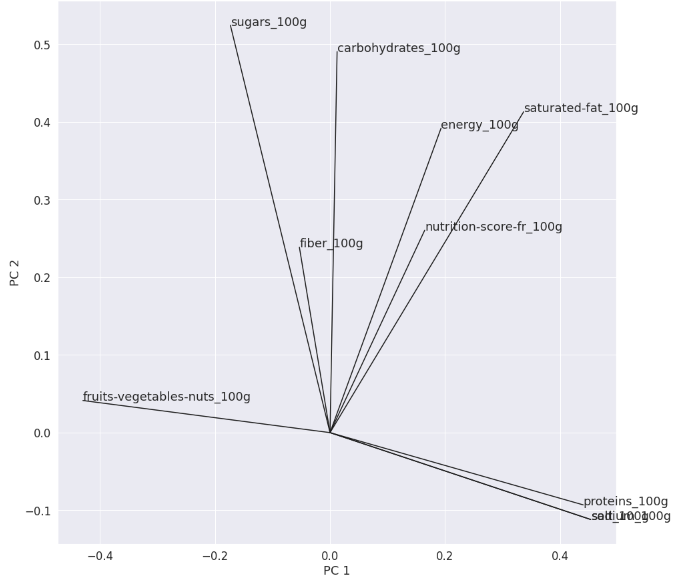 sugars_100g
0.5
carbohydrates_100g
saturated-fat_100g
0.4
energy_100g
0.3
nutrition-score-fr_100g
fiber_100g
PC 2
0.2
0.1
fruits-vegetables-nuts_100g
0.0
proteins_100g
−0.1
−0.4
−0.2
0.0
0.2
0.4
PC 1